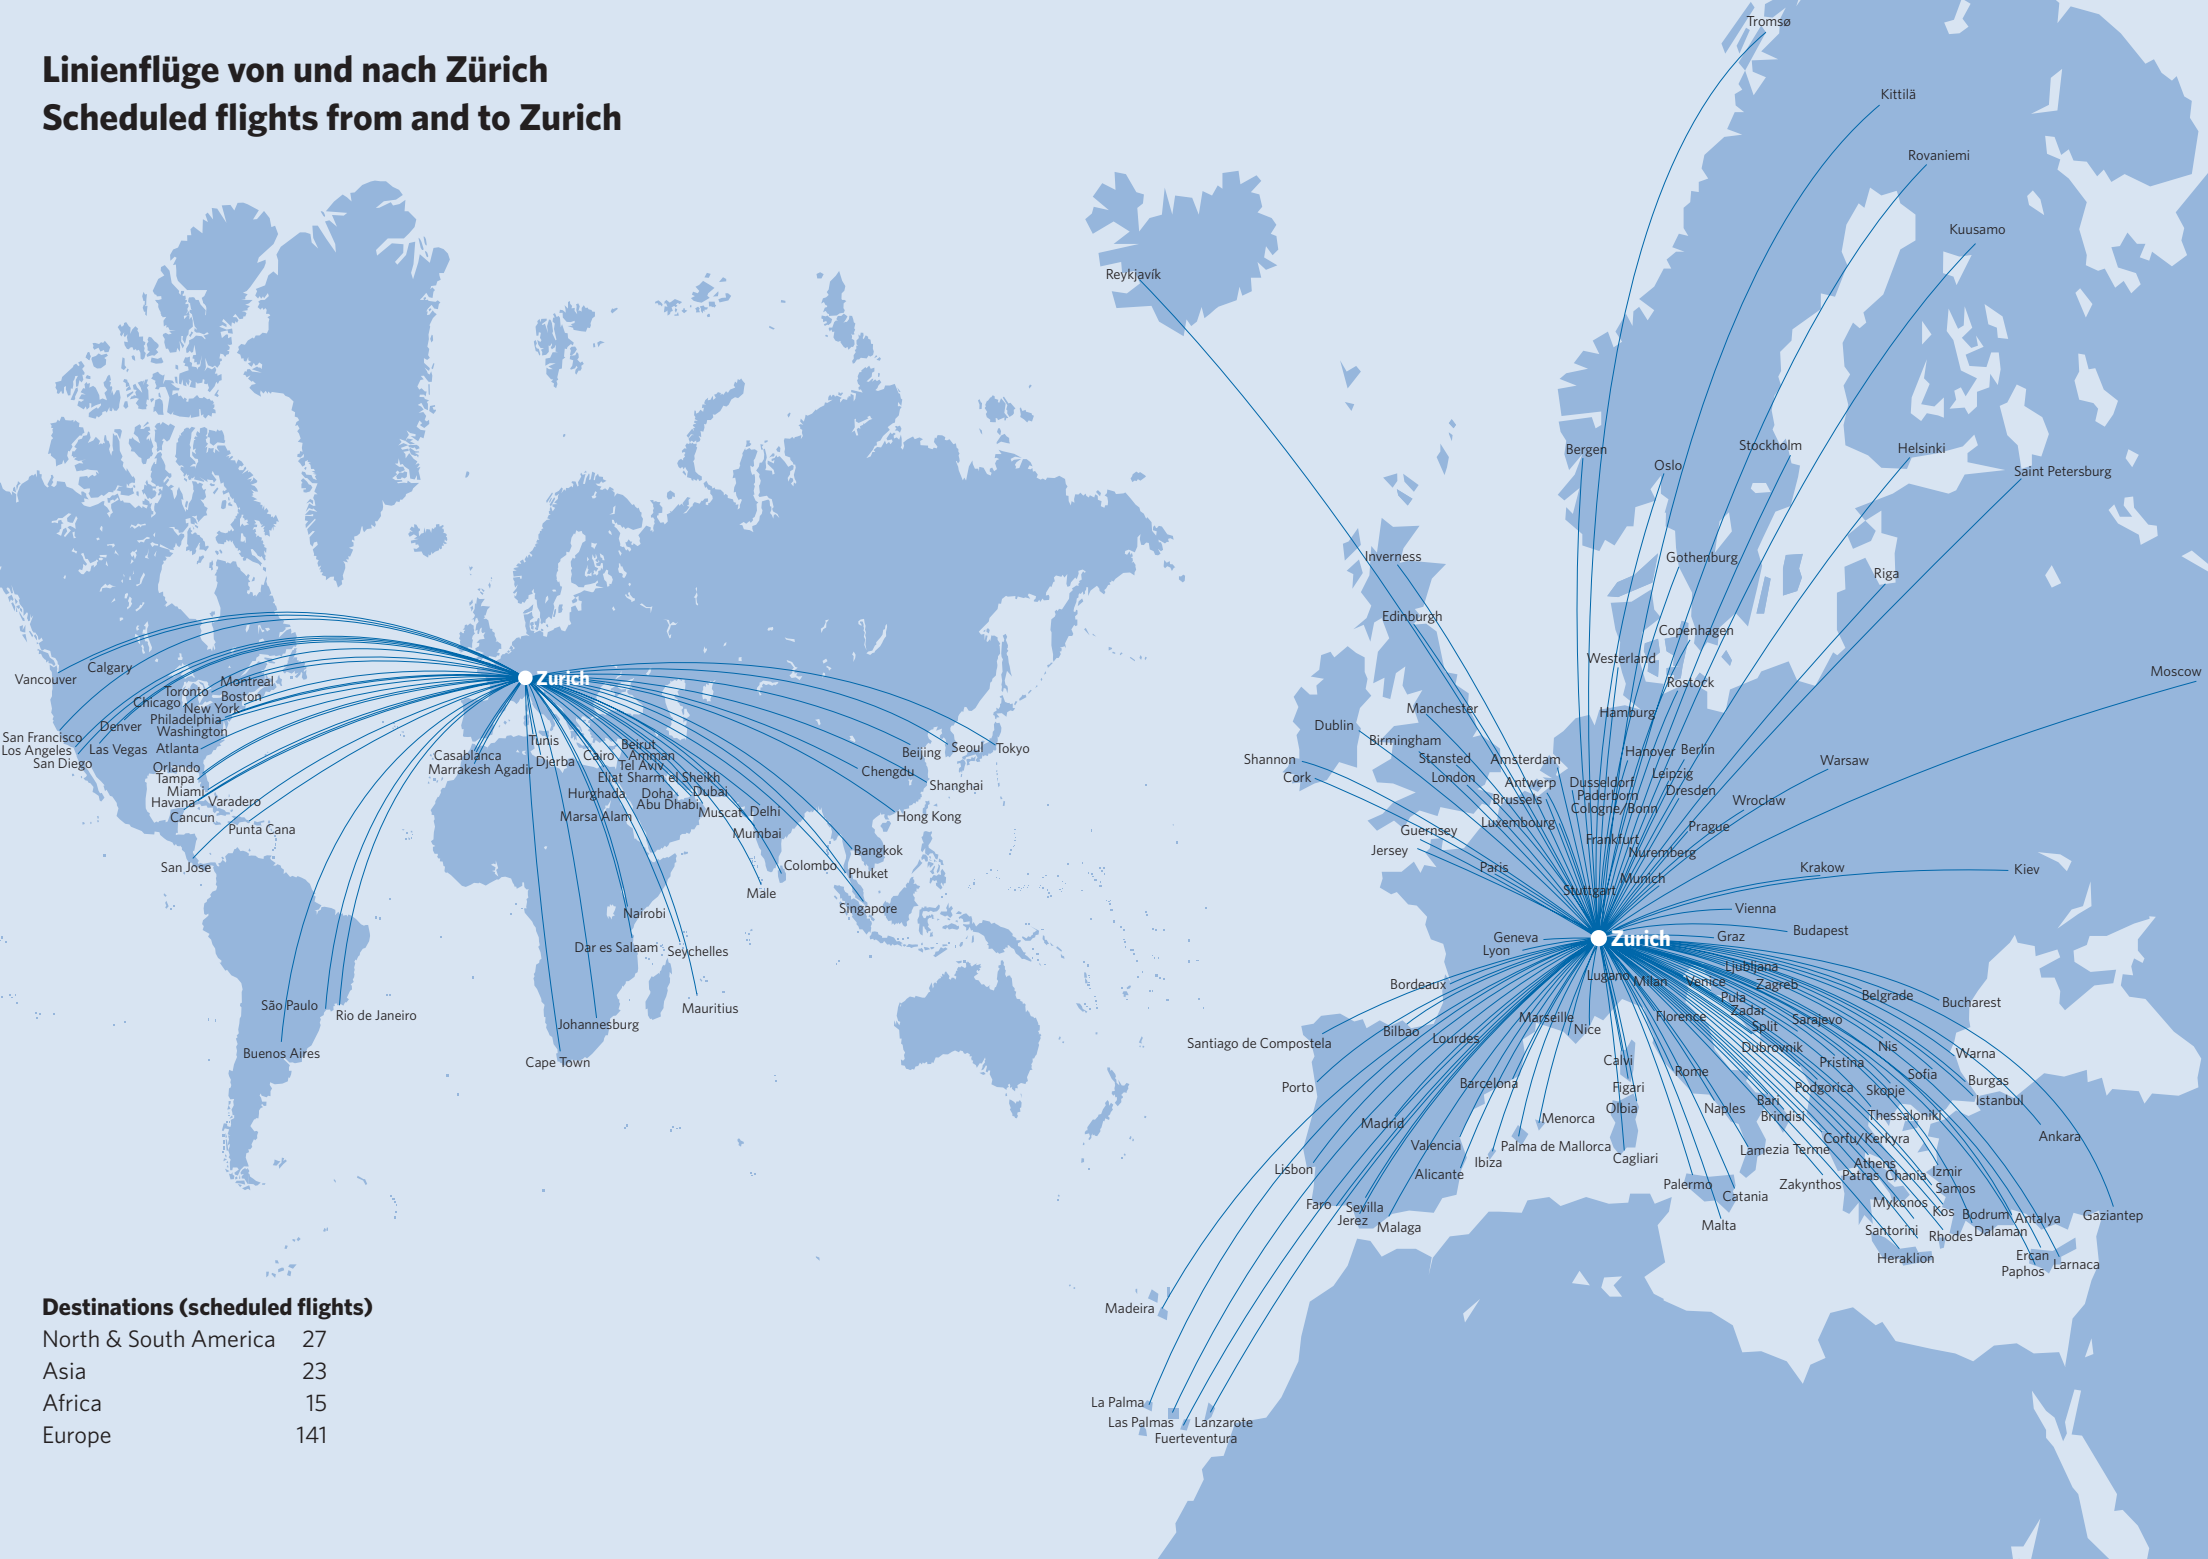 Linienflüge von und nach Zürich
Scheduled flights from and to Zurich
Vancouver
Calgary
Toronto
Montreal
Chicago
Boston
New York
Denver
Philadelphia
Washington
San Francisco
Los Angeles
Las Vegas
Atlanta
San Diego
Orlando
Tampa
Miami
Havana
Varadero
Cancun
Punta Cana
San Jose
São Paulo
Rio de Janeiro
Buenos Aires
Zurich
Casablanca
Marrakesh Agadir
Tunis
Djerba
Cairo
Beirut
Amman
Tel Aviv
Eliat Sharm el Sheikh
Hurghada
Doha
Dubai
Abu Dhabi
Marsa Alam
Muscat
Delhi
Mumbai
Colombo
Male
Bangkok
Phuket
Singapore
Beijing
Seoul
Tokyo
Chengdu
Shanghai
Hong Kong
Nairobi
Dar es Salaam
Seychelles
Mauritius
Johannesburg
Cape Town
Tromsø
Kittilä
Rovaniemi
Kuusamo
Reykjavík
Bergen
Oslo
Stockholm
Helsinki
Saint Petersburg
Inverness
Gothenburg
Riga
Edinburgh
Copenhagen
Westerland
Moscow
Rostock
Manchester
Hamburg
Dublin
Birmingham
Shannon
Stansted
Amsterdam
Hanover
Berlin
Warsaw
Cork
London
Antwerp
Dusseldorf
Leipzig
Brussels
Paderborn
Dresden
Cologne/Bonn
Wroclaw
Luxembourg
Guernsey
Prague
Frankfurt
Jersey
Nuremberg
Paris
Krakow
Kiev
Munich
Stuttgart
Vienna
Budapest
Geneva
Zurich
Graz
Lyon
Ljubljana
Lugano
Milan
Venice
Zagreb
Bordeaux
Pula
Belgrade
Bucharest
Zadar
Marseille
Florence
Split
Sarajevo
Nice
Bilbao
Lourdes
Santiago de Compostela
Dubrovnik
Nis
Warna
Calvi
Pristina
Rome
Sofia
Burgas
Porto
Barcelona
Figari
Podgorica
Skopje
Istanbul
Bari
Olbia
Naples
Brindisi
Thessaloniki
Menorca
Madrid
Ankara
Corfu/Kerkyra
Valencia
Palma de Mallorca
Lamezia Terme
Cagliari
Ibiza
Athens
Lisbon
Alicante
Izmir
Patras
Chania
Palermo
Zakynthos
Samos
Catania
Mykonos
Faro
Sevilla
Kos
Bodrum
Antalya
Gaziantep
Jerez
Malaga
Malta
Santorini
Rhodes
Dalaman
Heraklion
Ercan
Larnaca
Paphos
Madeira
La Palma
Las Palmas
Lanzarote
Fuerteventura
Destinations (scheduled flights)
North & South America 27
Asia 23
Africa 15
Europe 141